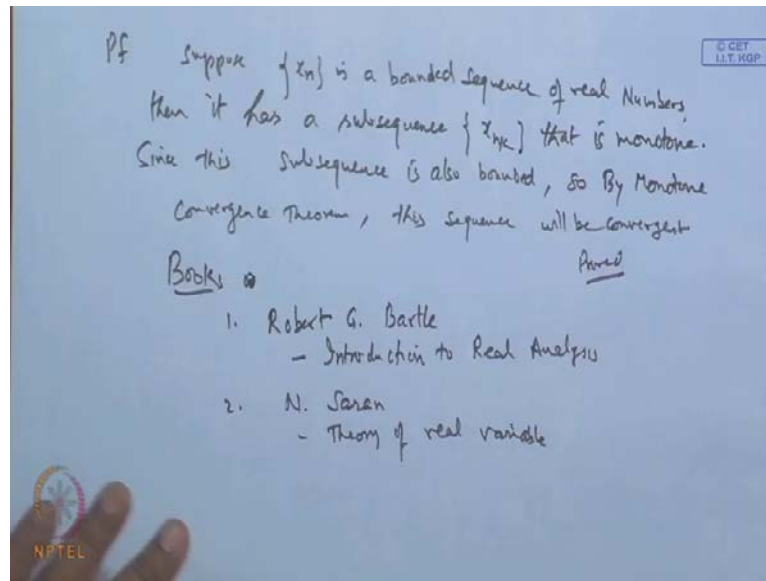 Pf Suppose {xn} is a bounded sequence of real Numbers,
then it has a subsequence {xnk} that is monotone.
Since this subsequence is also bounded, so By Monotone
Convergence Theorem, this sequence will be convergent
Proved
Books
1. Robert G. Bartle
- Introduction to Real Analysis
2. N. Saran
- Theory of real variable
© CET
I.I.T. KGP
NPTEL